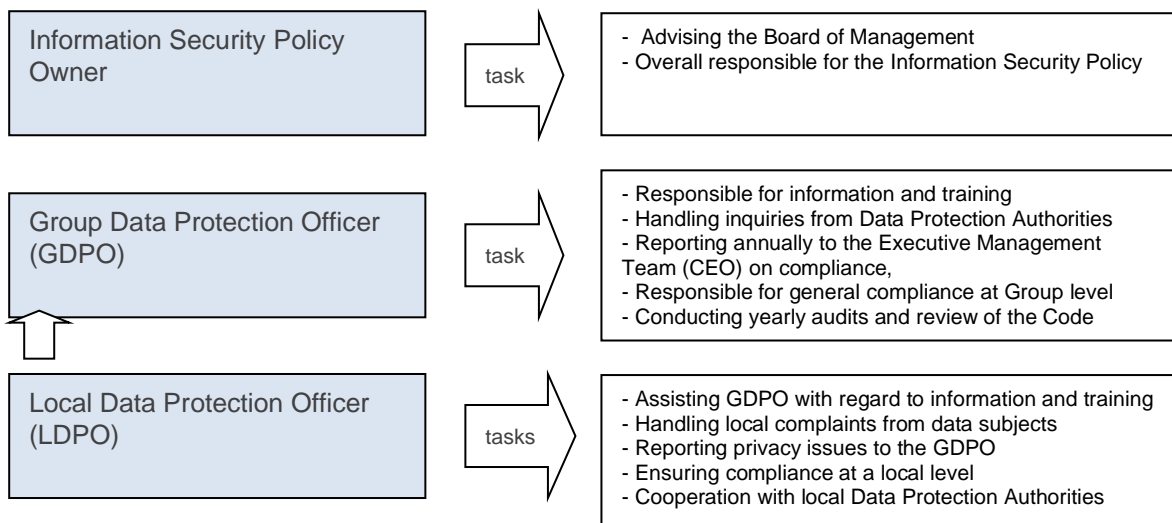 Information Security Policy
Owner
task
- Advising the Board of Management
- Overall responsible for the Information Security Policy
Group Data Protection Officer
(GDPO)
task
- Responsible for information and training
- Handling inquiries from Data Protection Authorities
- Reporting annually to the Executive Management
Team (CEO) on compliance,
- Responsible for general compliance at Group level
- Conducting yearly audits and review of the Code
Local Data Protection Officer
(LDPO)
tasks
- Assisting GDPO with regard to information and training
- Handling local complaints from data subjects
- Reporting privacy issues to the GDPO
- Ensuring compliance at a local level
- Cooperation with local Data Protection Authorities